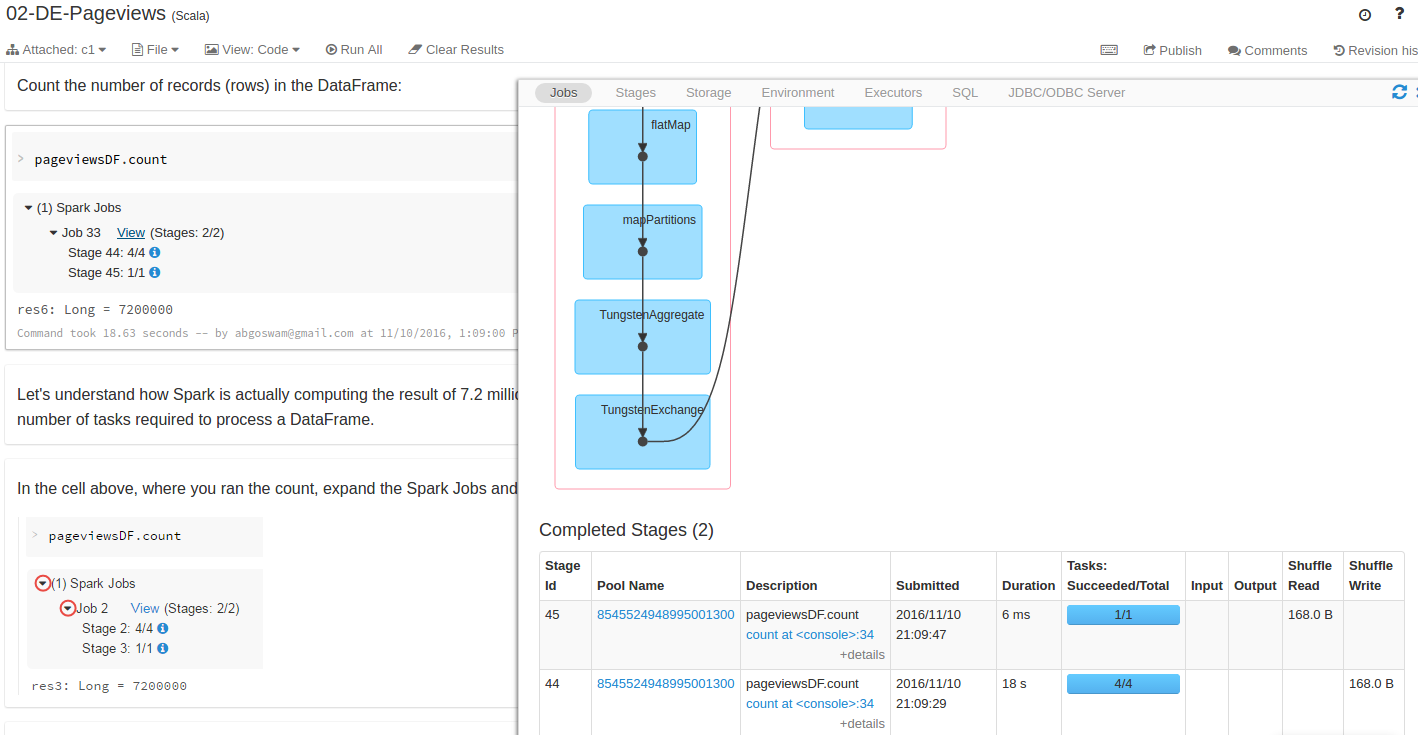 02-DE-Pageviews (Scala)
?
Attached: c1 File View: Code Run All Clear Results
Publish Comments Revision his
Count the number of records (rows) in the DataFrame:
> pageviewsDF.count
(1) Spark Jobs
Job 33 View (Stages: 2/2)
Stage 44: 4/4
Stage 45: 1/1
res6: Long = 7200000
Command took 18.63 seconds -- by abgoswam@gmail.com at 11/10/2016, 1:09:00 P
Let's understand how Spark is actually computing the result of 7.2 millio
number of tasks required to process a DataFrame.
In the cell above, where you ran the count, expand the Spark Jobs and
> pageviewsDF.count
(1) Spark Jobs
Job 2 View (Stages: 2/2)
Stage 2: 4/4
Stage 3: 1/1
res3: Long = 7200000
Jobs Stages Storage Environment Executors SQL JDBC/ODBC Server
flatMap
mapPartitions
TungstenAggregate
TungstenExchange
Completed Stages (2)
Stage Id Pool Name Description Submitted Duration Tasks: Succeeded/Total Input Output Shuffle Read Shuffle Write
45 8545524948995001300 pageviewsDF.count 2016/11/10 6 ms 1/1 168.0 B
count at <console>:34 21:09:47
+details
44 8545524948995001300 pageviewsDF.count 2016/11/10 18 s 4/4 168.0 B
count at <console>:34 21:09:29
+details